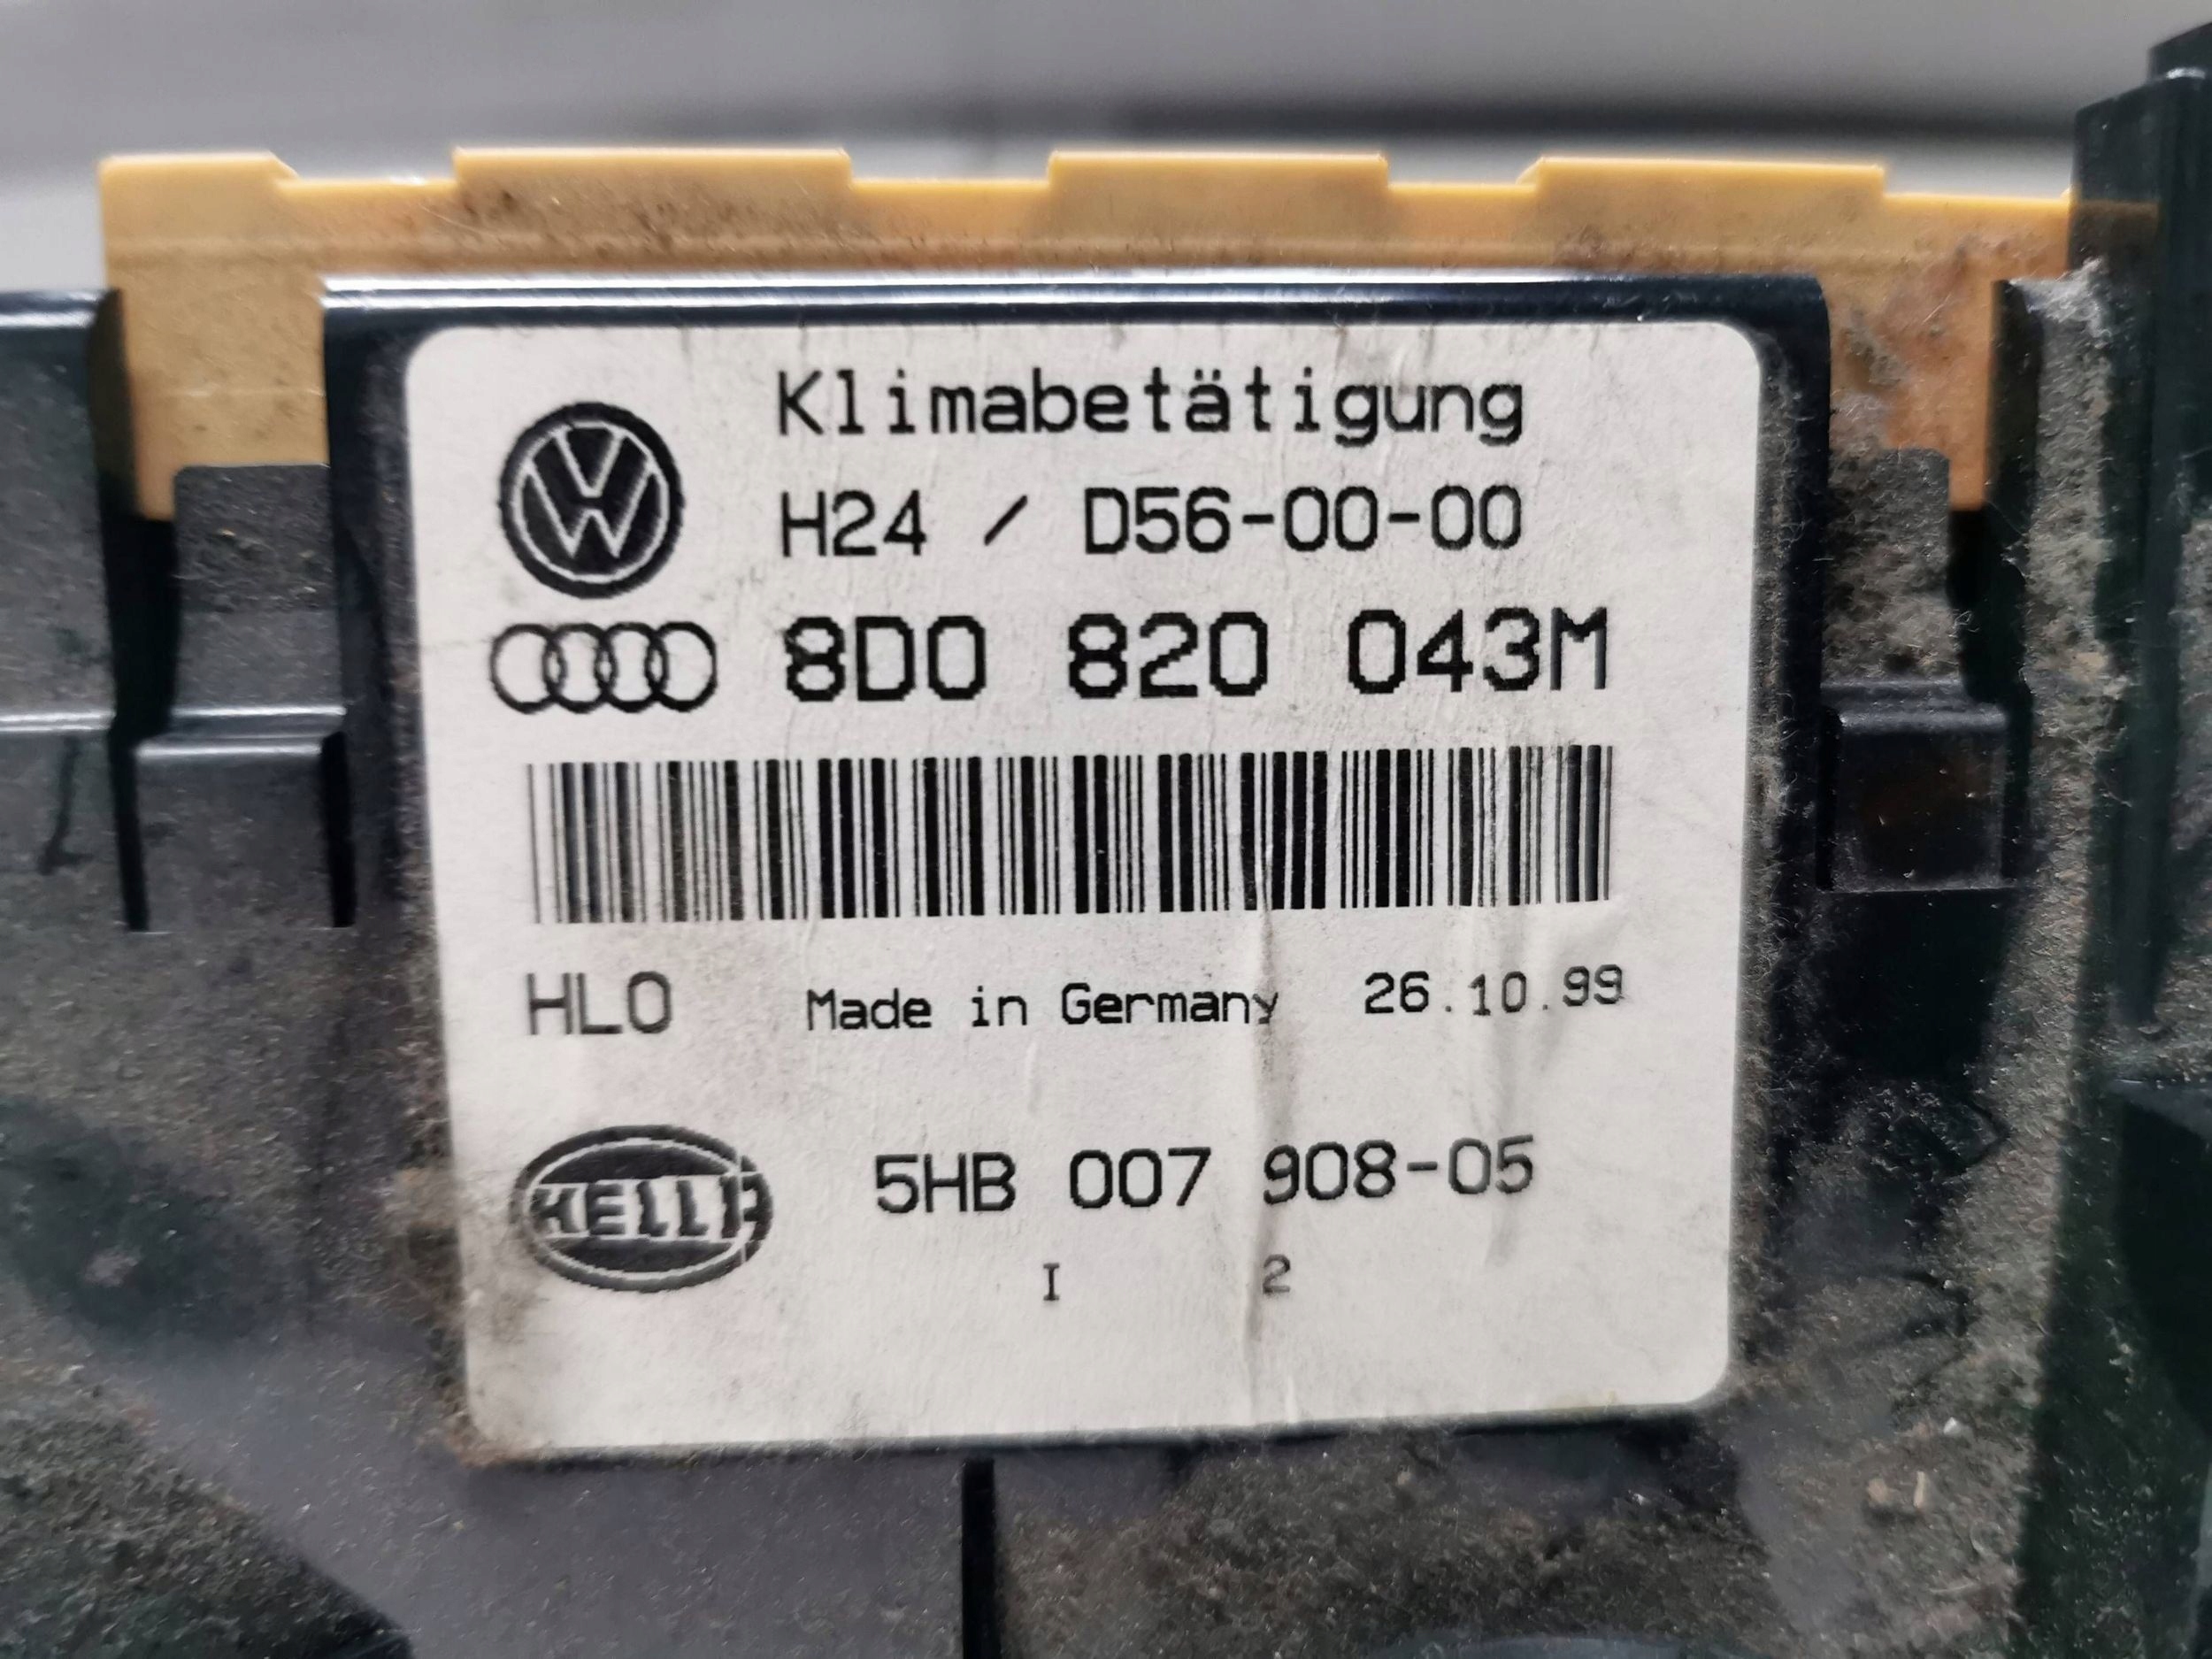 Klimabetätigung
H24 / D56-00-00
8D0 820 043M
HLO Made in Germany 26.10.99
HELLA 5HB 007 908-05
I 2